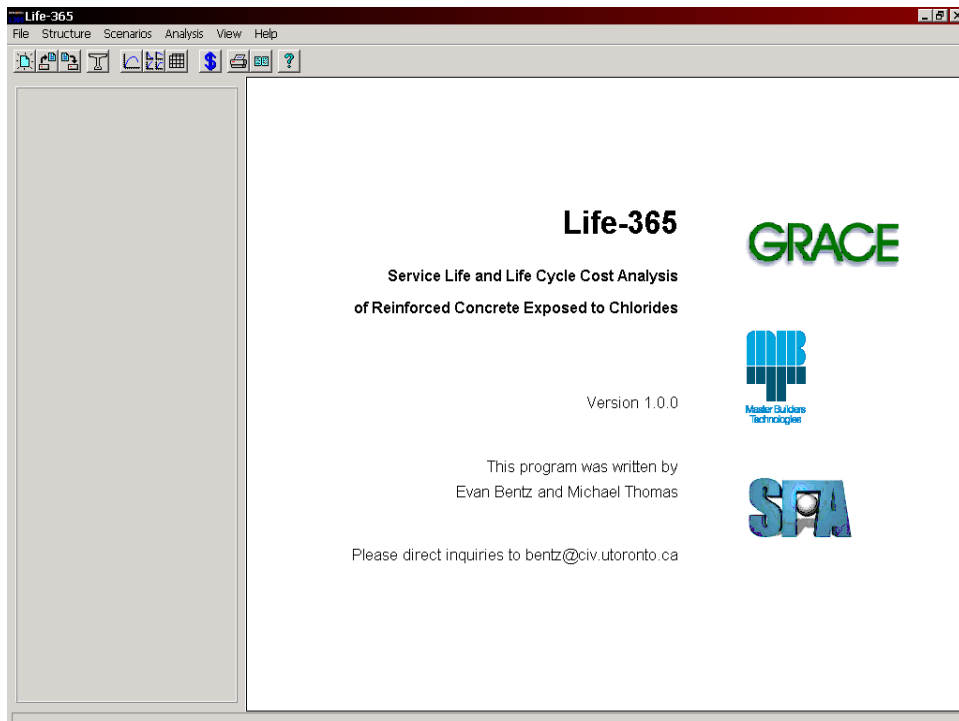 Life-365
File Structure Scenarios Analysis View Help
Life-365
GRACE
Service Life and Life Cycle Cost Analysis
of Reinforced Concrete Exposed to Chlorides
MBT
Master Builders
Technologies
Version 1.0.0
This program was written by
Evan Bentz and Michael Thomas
SFA
Please direct inquiries to bentz@civ.utoronto.ca